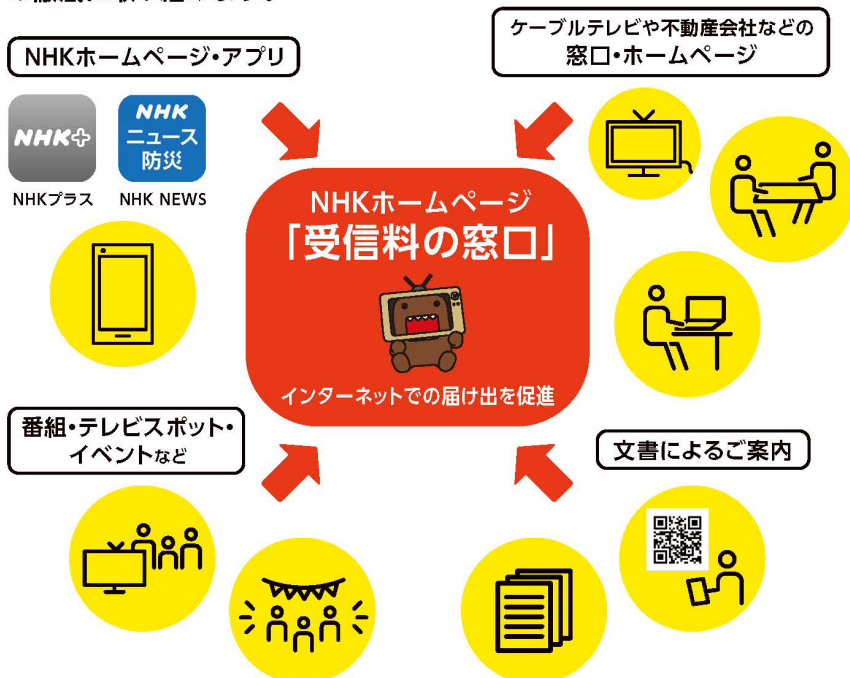 NHKホームページ・アプリ
NHK+
NHK
ニュース
防災
NHKプラス
NHK NEWS
ケーブルテレビや不動産会社などの
窓口・ホームページ
NHKホームページ
「受信料の窓口」
インターネットでの届け出を促進
番組・テレビスポット・
イベントなど
文書によるご案内